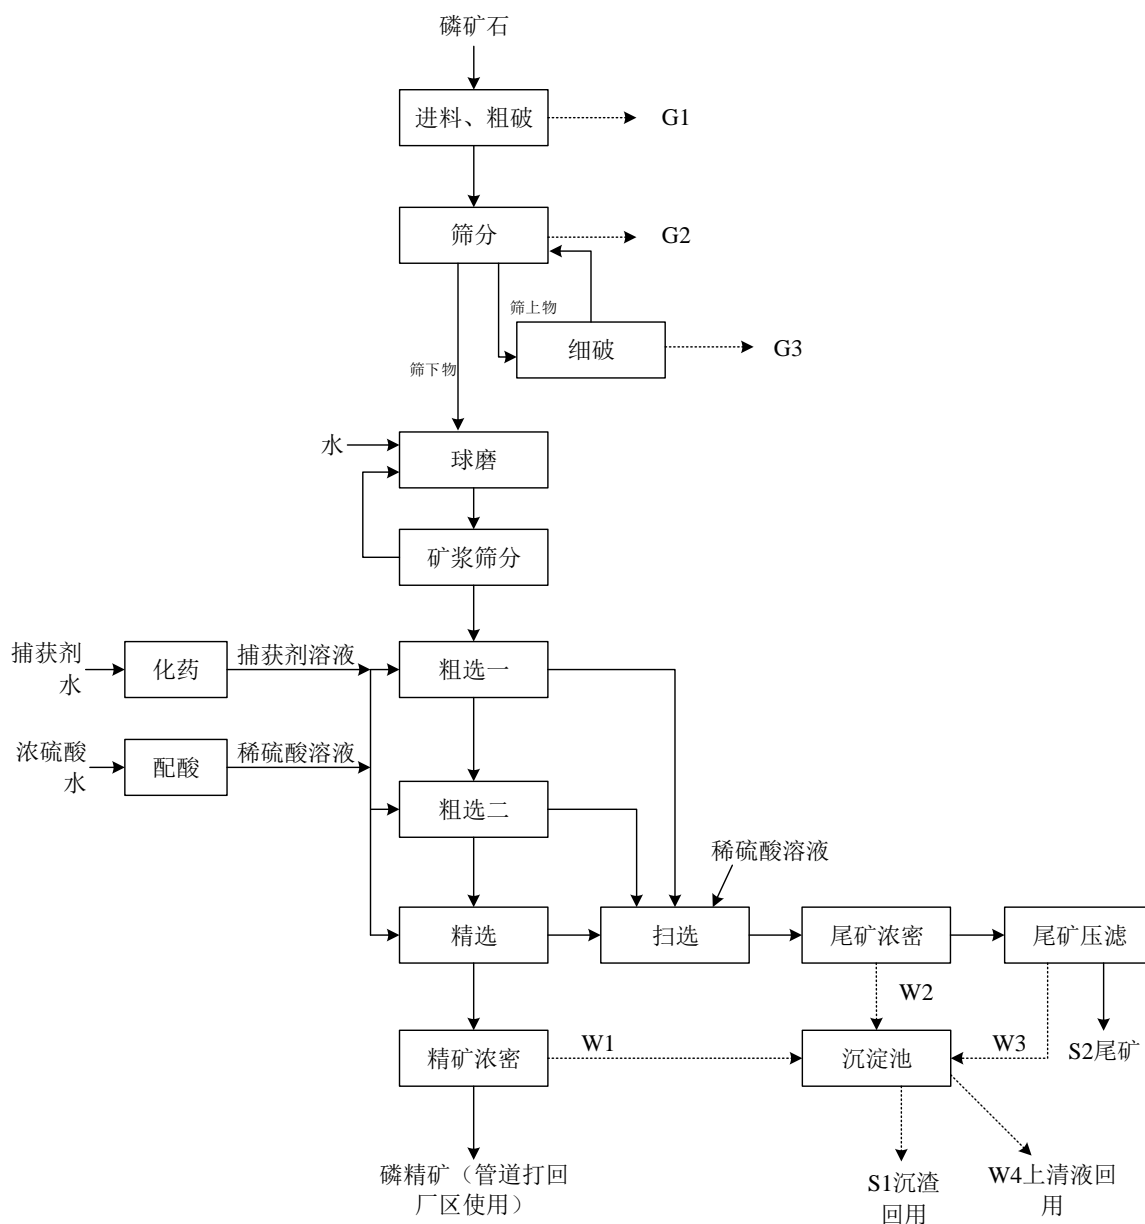 磷矿石
进料、粗破
G1
筛分
G2
筛上物
细破
G3
筛下物
水
球磨
矿浆筛分
捕获剂
水
化药
捕获剂溶液
粗选一
浓硫酸
水
配酸
稀硫酸溶液
粗选二
稀硫酸溶液
精选
扫选
尾矿浓密
尾矿压滤
W2
精矿浓密
W1
沉淀池
W3
S2尾矿
磷精矿（管道打回
厂区使用）
S1沉渣
回用
W4上清液回
用